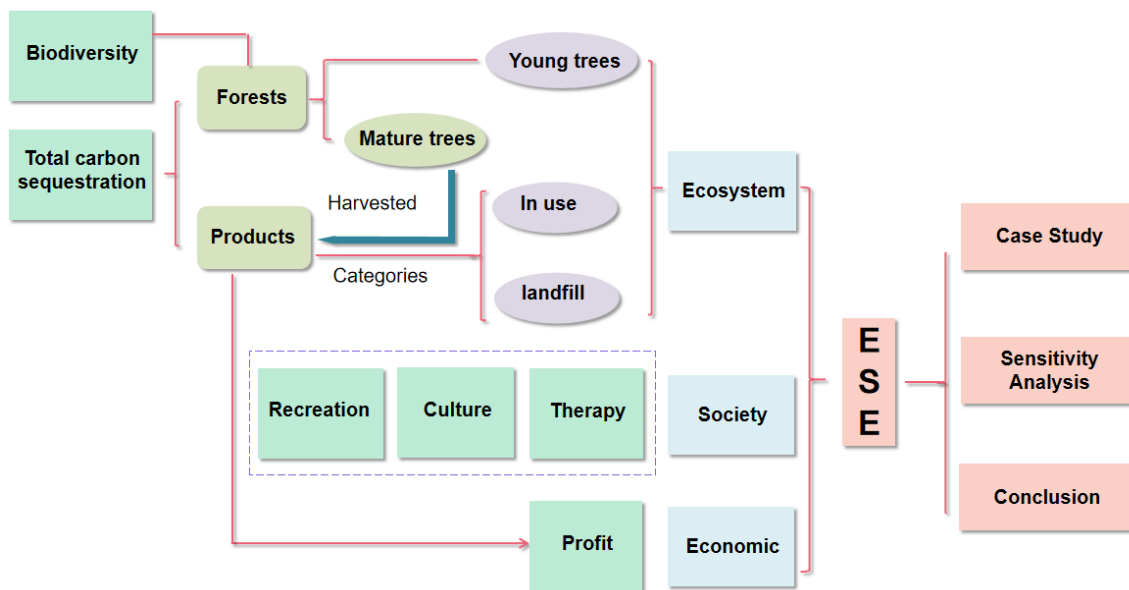 Biodiversity
Total carbon
sequestration
Forests
Products
Young trees
Mature trees
Harvested
Categories
In use
landfill
Recreation
Culture
Therapy
Profit
Ecosystem
Society
Economic
E
S
E
Case Study
Sensitivity
Analysis
Conclusion